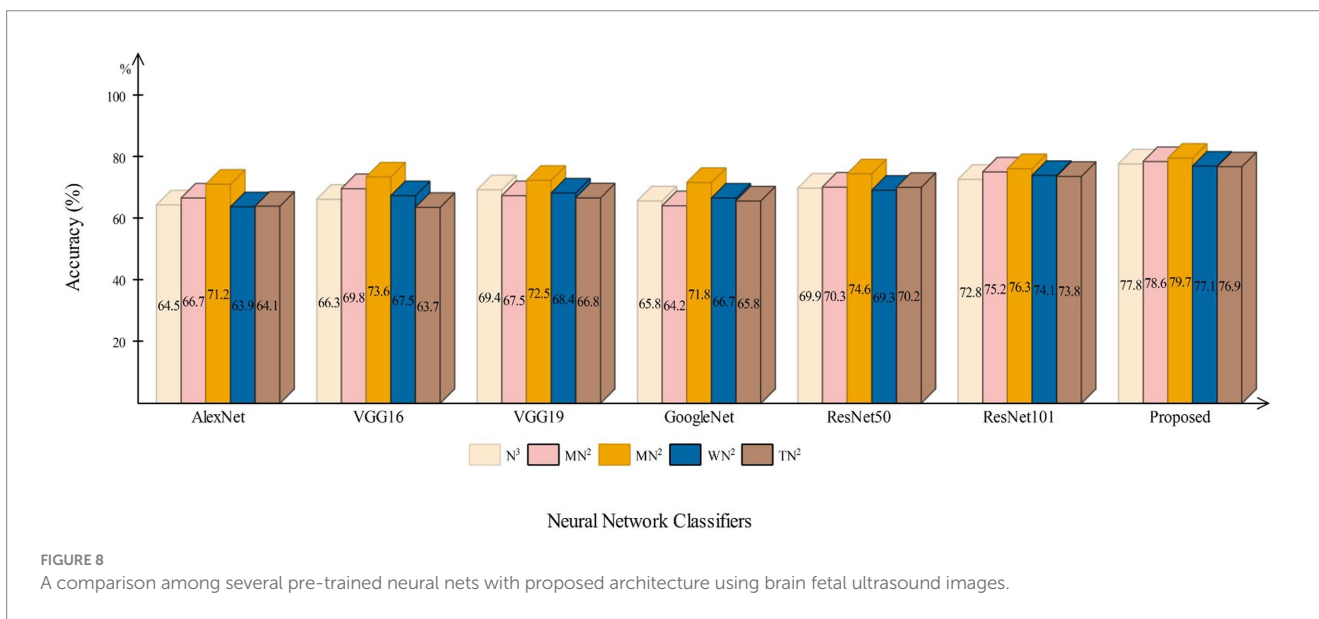 %
100
80
60
40
20
Accuracy (%)
64.5 66.7 71.2 63.9 64.1
66.3 69.8 73.6 67.5 63.7
69.4 67.5 72.5 68.4 66.8
65.8 64.2 71.8 66.7 65.8
69.9 70.3 74.6 69.3 70.2
72.8 75.2 76.3 74.1 73.8
77.8 78.6 79.7 77.1 76.9
AlexNet VGG16 VGG19 GoogleNet ResNet50 ResNet101 Proposed
N³ MN² MN² WN² TN²
Neural Network Classifiers
FIGURE 8
A comparison among several pre-trained neural nets with proposed architecture using brain fetal ultrasound images.